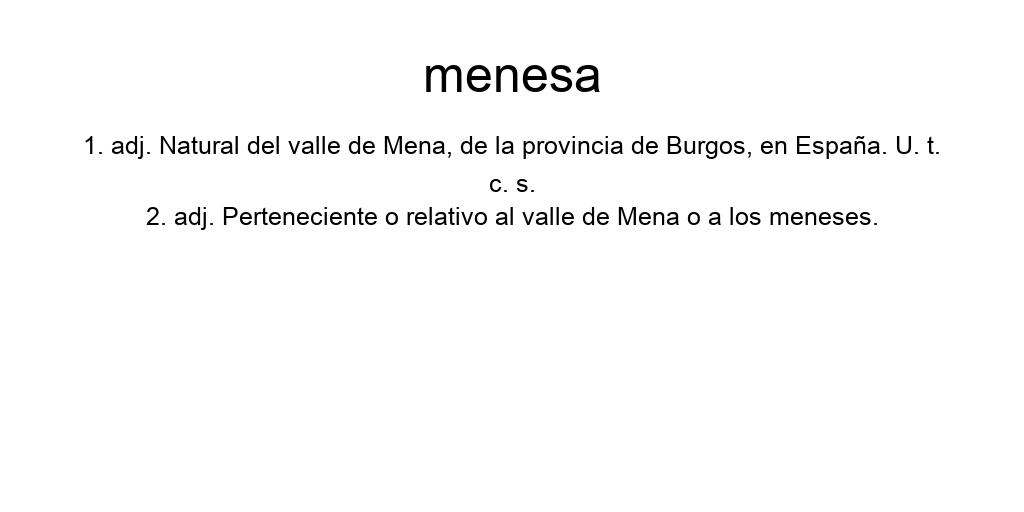 menesa
1. adj. Natural del valle de Mena, de la provincia de Burgos, en España. U. t.
c. s.
2. adj. Perteneciente o relativo al valle de Mena o a los meneses.